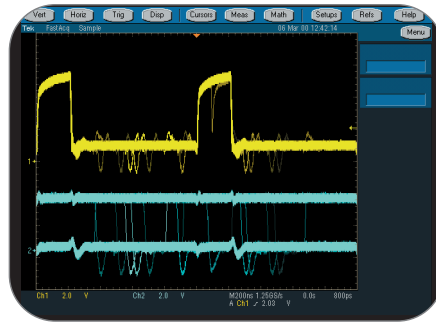 Vert Horiz Trig Disp Cursors Meas Math Setups Refs Help
Tek FastAcq Sample 06 Mar 00 12:42:14
Menu
1
2
Ch1 2.0 V Ch2 2.0 V M200ns 1.25GS/s 0.0s 800ps
A Ch1 2.03 V